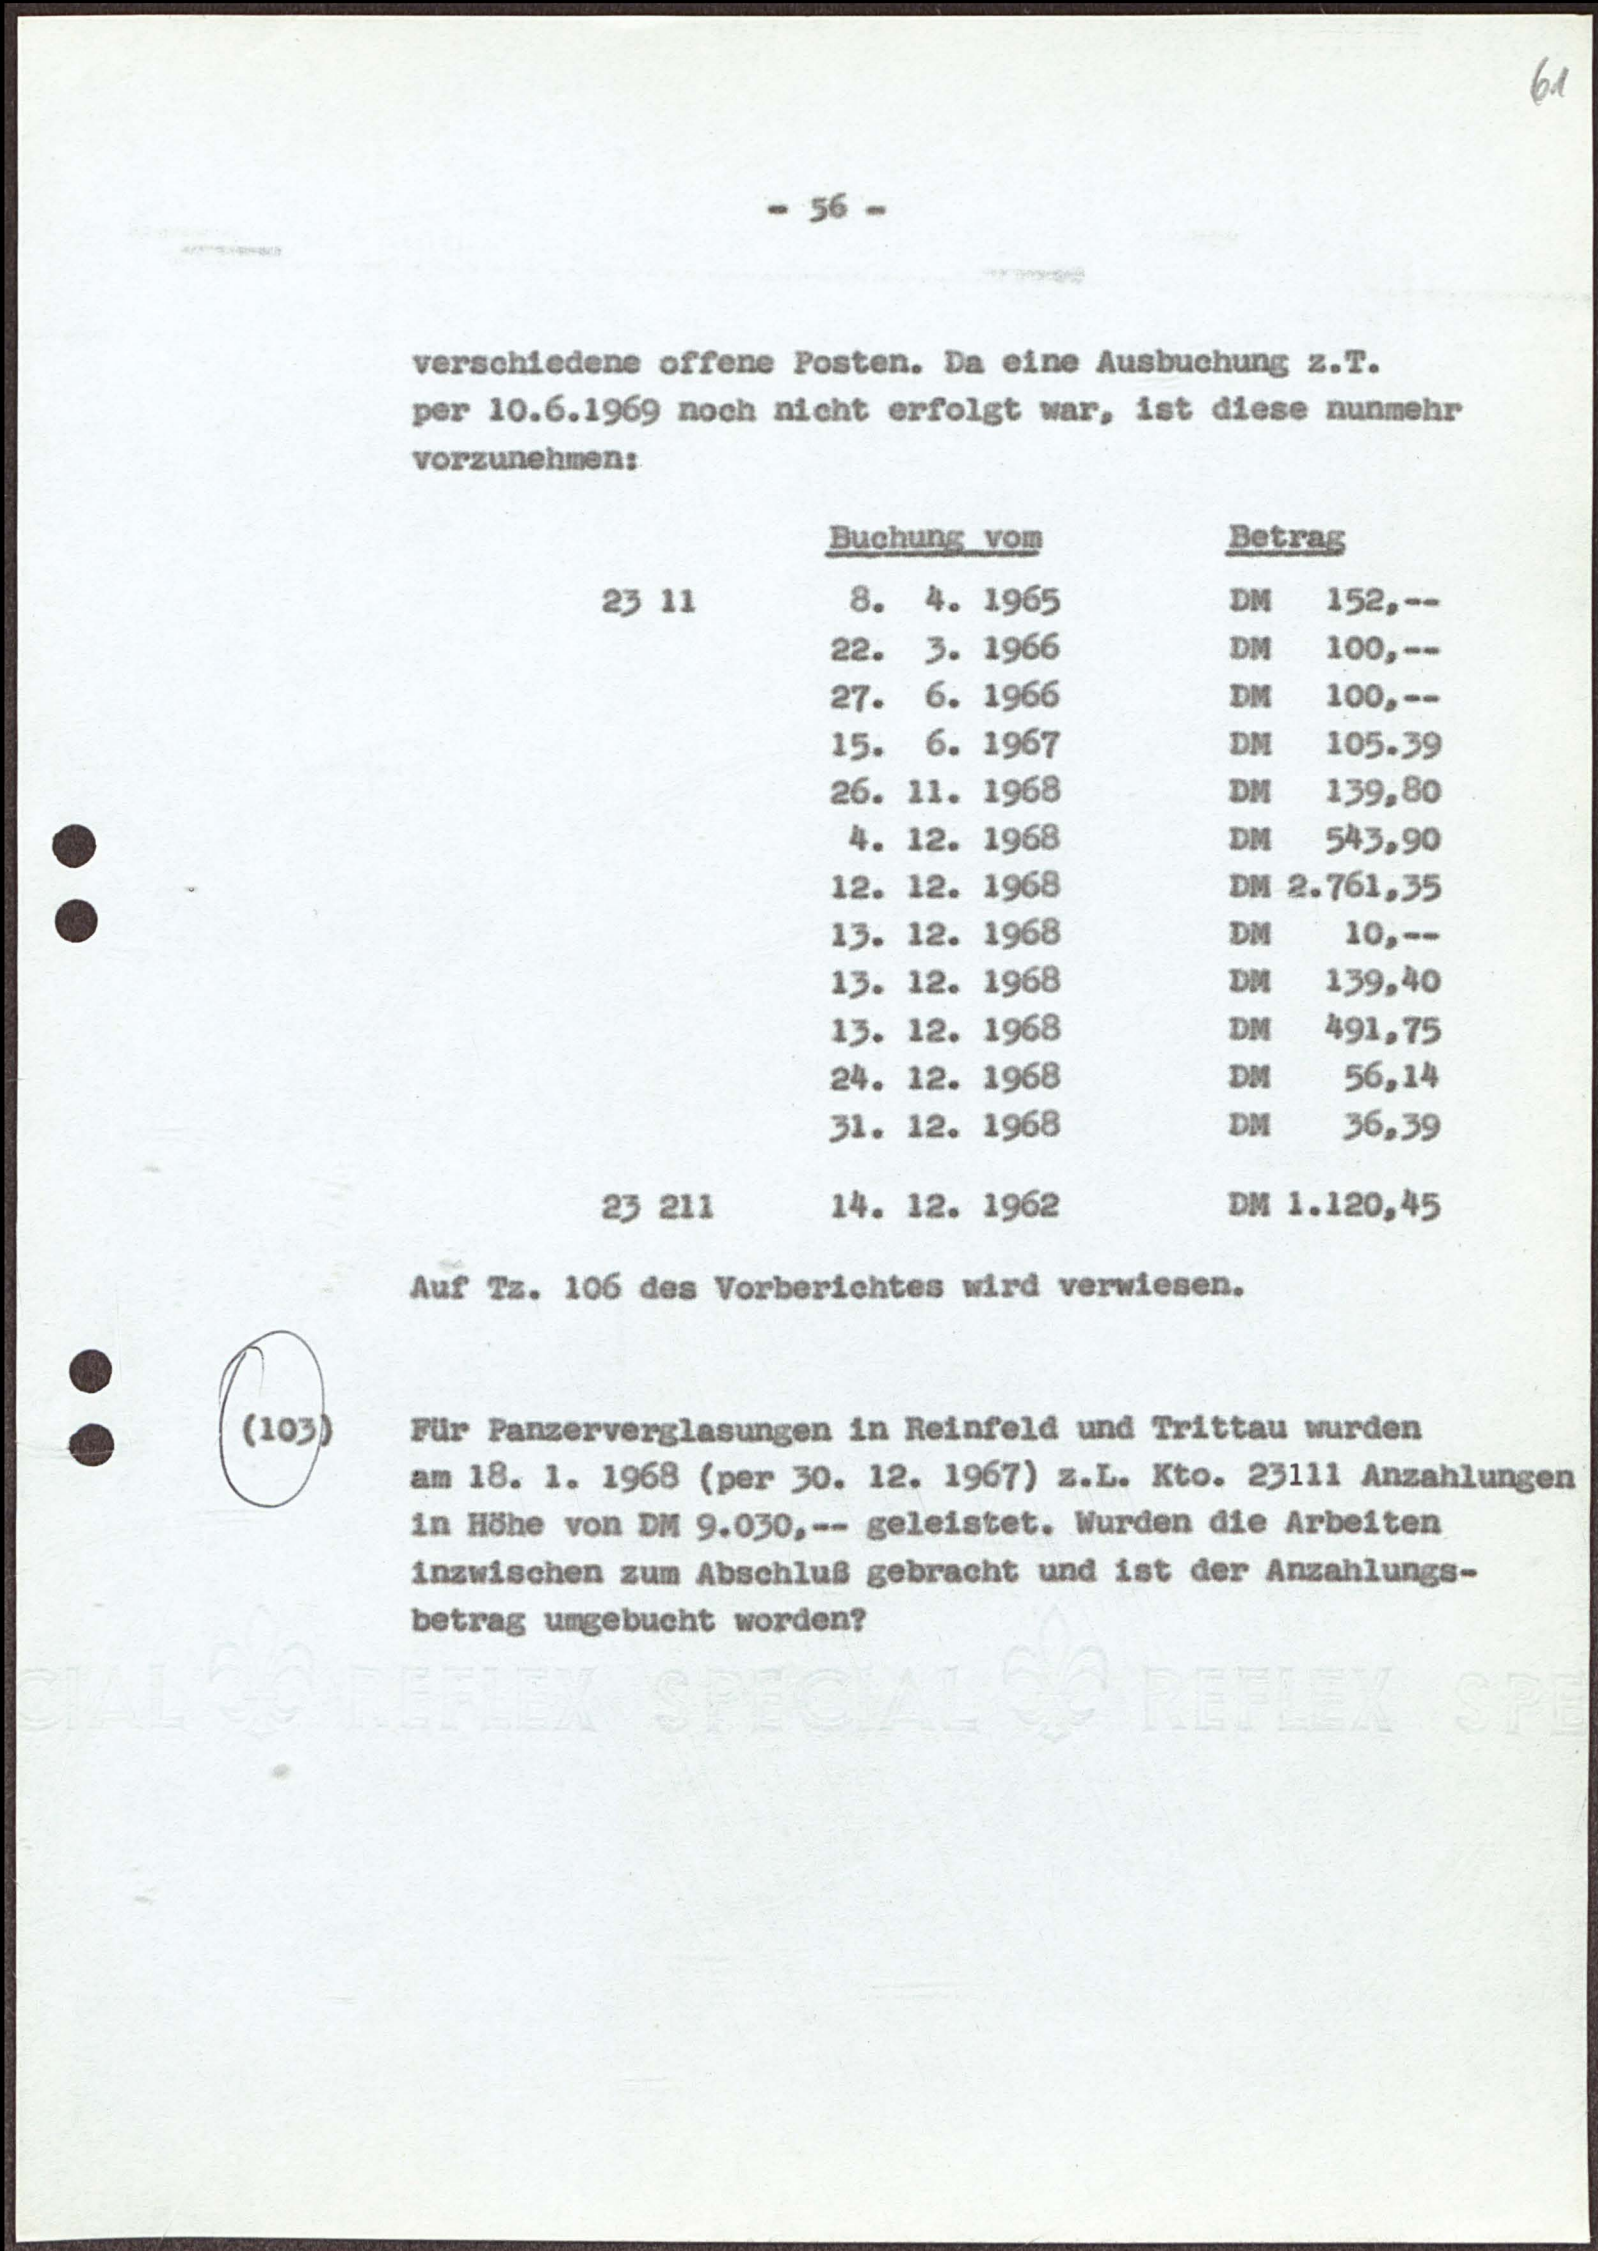 61
- 56 -
verschiedene offene Posten. Da eine Ausbuchung z.T.
per 10.6.1969 noch nicht erfolgt war, ist diese nunmehr
vorzunehmen:
Buchung vom Betrag
23 11 8. 4. 1965 DM 152,--
22. 3. 1966 DM 100,--
27. 6. 1966 DM 100,--
15. 6. 1967 DM 105.39
26. 11. 1968 DM 139,80
4. 12. 1968 DM 543,90
12. 12. 1968 DM 2.761,35
13. 12. 1968 DM 10,--
13. 12. 1968 DM 139,40
13. 12. 1968 DM 491,75
24. 12. 1968 DM 56,14
31. 12. 1968 DM 36,39
23 211 14. 12. 1962 DM 1.120,45
Auf Tz. 106 des Vorberichtes wird verwiesen.
(103) Für Panzerverglasungen in Reinfeld und Trittau wurden
am 18. 1. 1968 (per 30. 12. 1967) z.L. Kto. 23111 Anzahlungen
in Höhe von DM 9.030,-- geleistet. Wurden die Arbeiten
inzwischen zum Abschluß gebracht und ist der Anzahlungs-
betrag umgebucht worden?
CIAL REFLEX SPECIAL REFLEX SPE